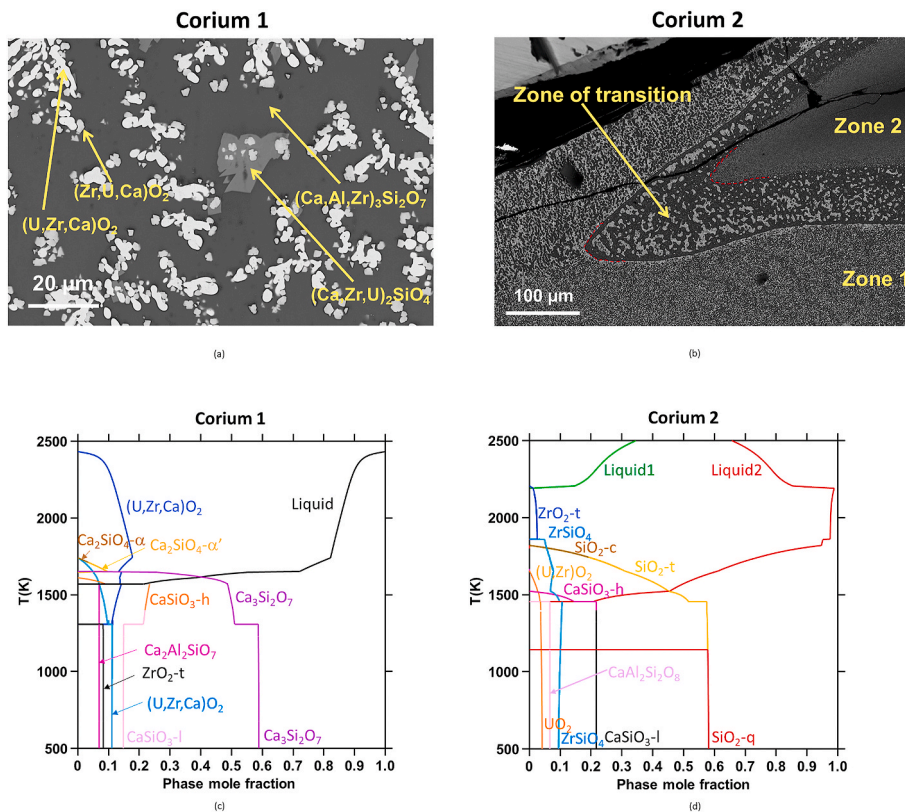 Corium 1
Corium 2
(Zr,U,Ca)O2
(U,Zr,Ca)O2
(Ca,Al,Zr)3Si2O7
(Ca,Zr,U)2SiO4
20 µm
Zone of transition
Zone 2
Zone 1
100 µm
(a)
(b)
Corium 1
2500
2000
1500
1000
500
T(K)
(U,Zr,Ca)O2
Liquid
Ca2SiO4-α
Ca2SiO4-α'
CaSiO3-h
Ca3Si2O7
Ca2Al2SiO7
ZrO2-t
(U,Zr,Ca)O2
CaSiO3-l
Ca3Si2O7
0 0.1 0.2 0.3 0.4 0.5 0.6 0.7 0.8 0.9 1.0
Phase mole fraction
(c)
Corium 2
2500
2000
1500
1000
500
T(K)
Liquid1
Liquid2
ZrO2-t
ZrSiO4
SiO2-c
SiO2-t
(U,Zr)O2
CaSiO3-h
CaAl2Si2O8
UO2
ZrSiO4
CaSiO3-l
SiO2-q
0 0.1 0.2 0.3 0.4 0.5 0.6 0.7 0.8 0.9 1.0
Phase mole fraction
(d)